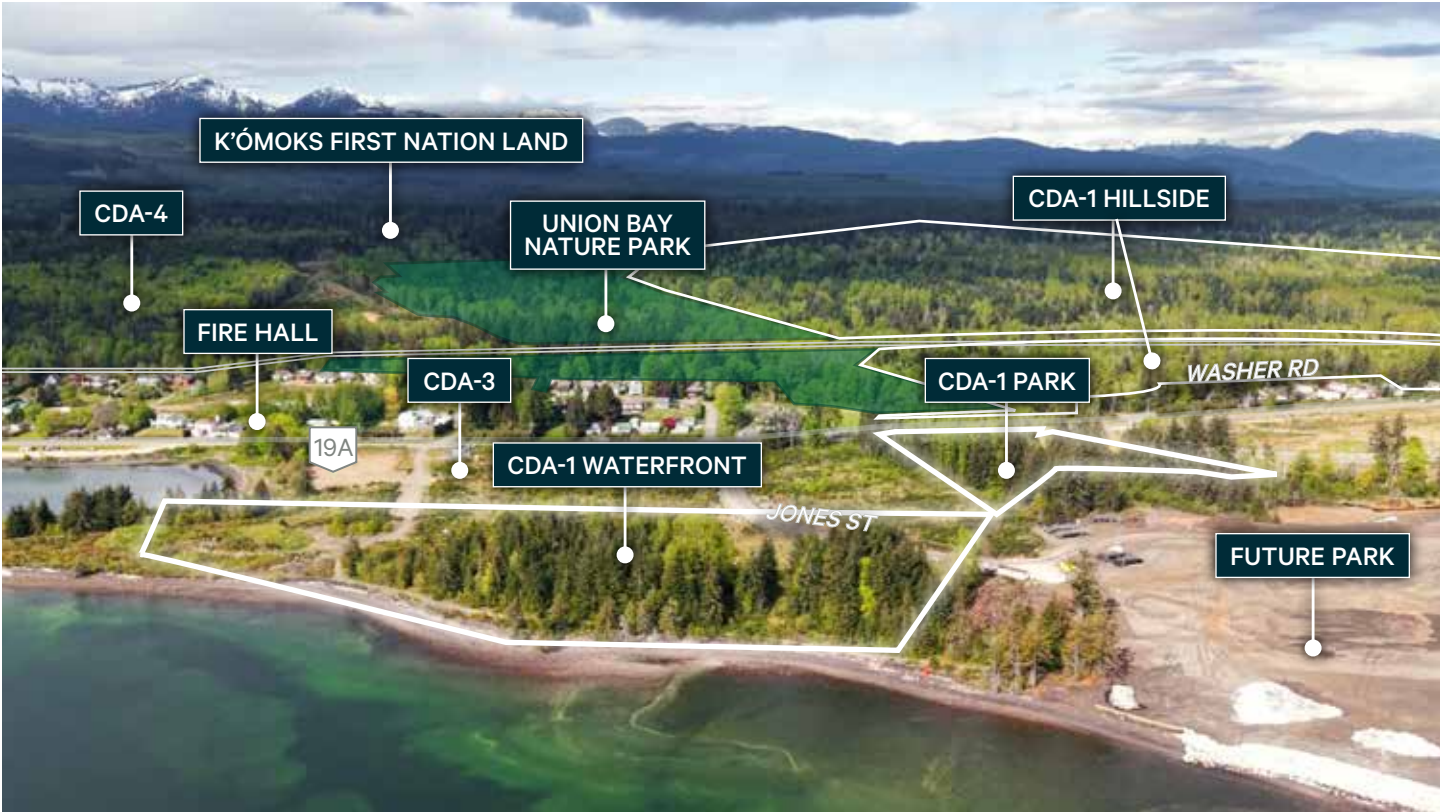 K'ÓMOKS FIRST NATION LAND
CDA-4
UNION BAY
NATURE PARK
CDA-1 HILLSIDE
FIRE HALL
CDA-3
CDA-1 PARK
WASHER RD
19A
CDA-1 WATERFRONT
JONES ST
FUTURE PARK